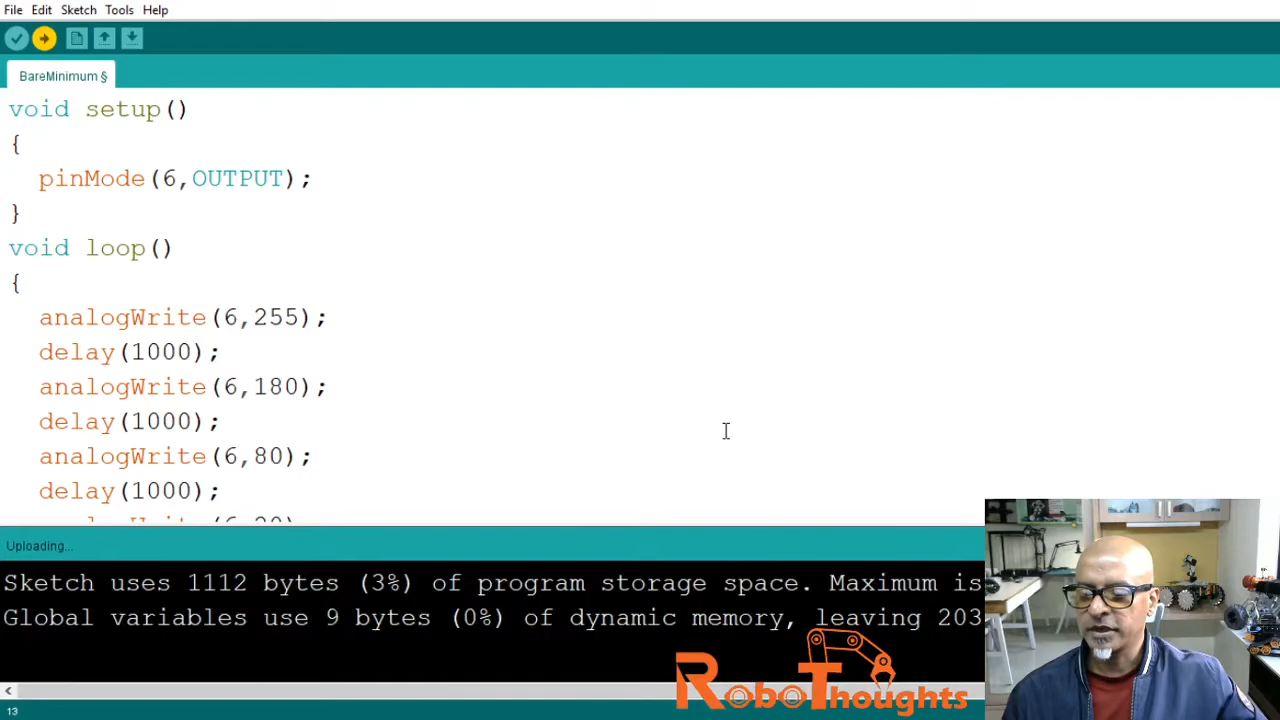 File Edit Sketch Tools Help
BareMinimum §
void setup()
{
pinMode(6,OUTPUT);
}
void loop()
{
analogWrite(6,255);
delay(1000);
analogWrite(6,180);
delay(1000);
analogWrite(6,80);
delay(1000);
Uploading...
Sketch uses 1112 bytes (3%) of program storage space. Maximum is
Global variables use 9 bytes (0%) of dynamic memory, leaving 203
RoboThoughts
13